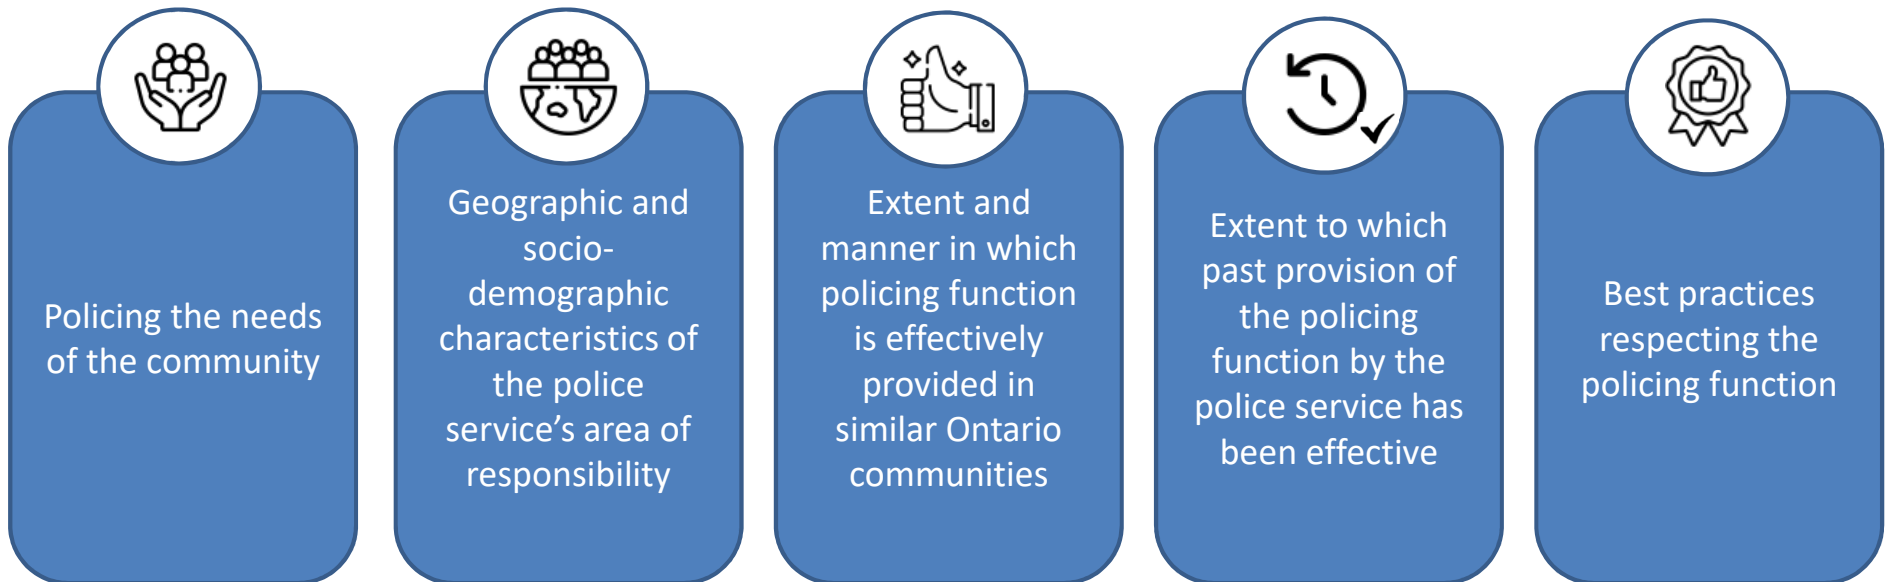 Policing the needs
of the community
Geographic and
socio-
demographic
characteristics of
the police
service’s area of
responsibility
Extent and
manner in which
policing function
is effectively
provided in
similar Ontario
communities
Extent to which
past provision of
the policing
function by the
police service has
been effective
Best practices
respecting the
policing function